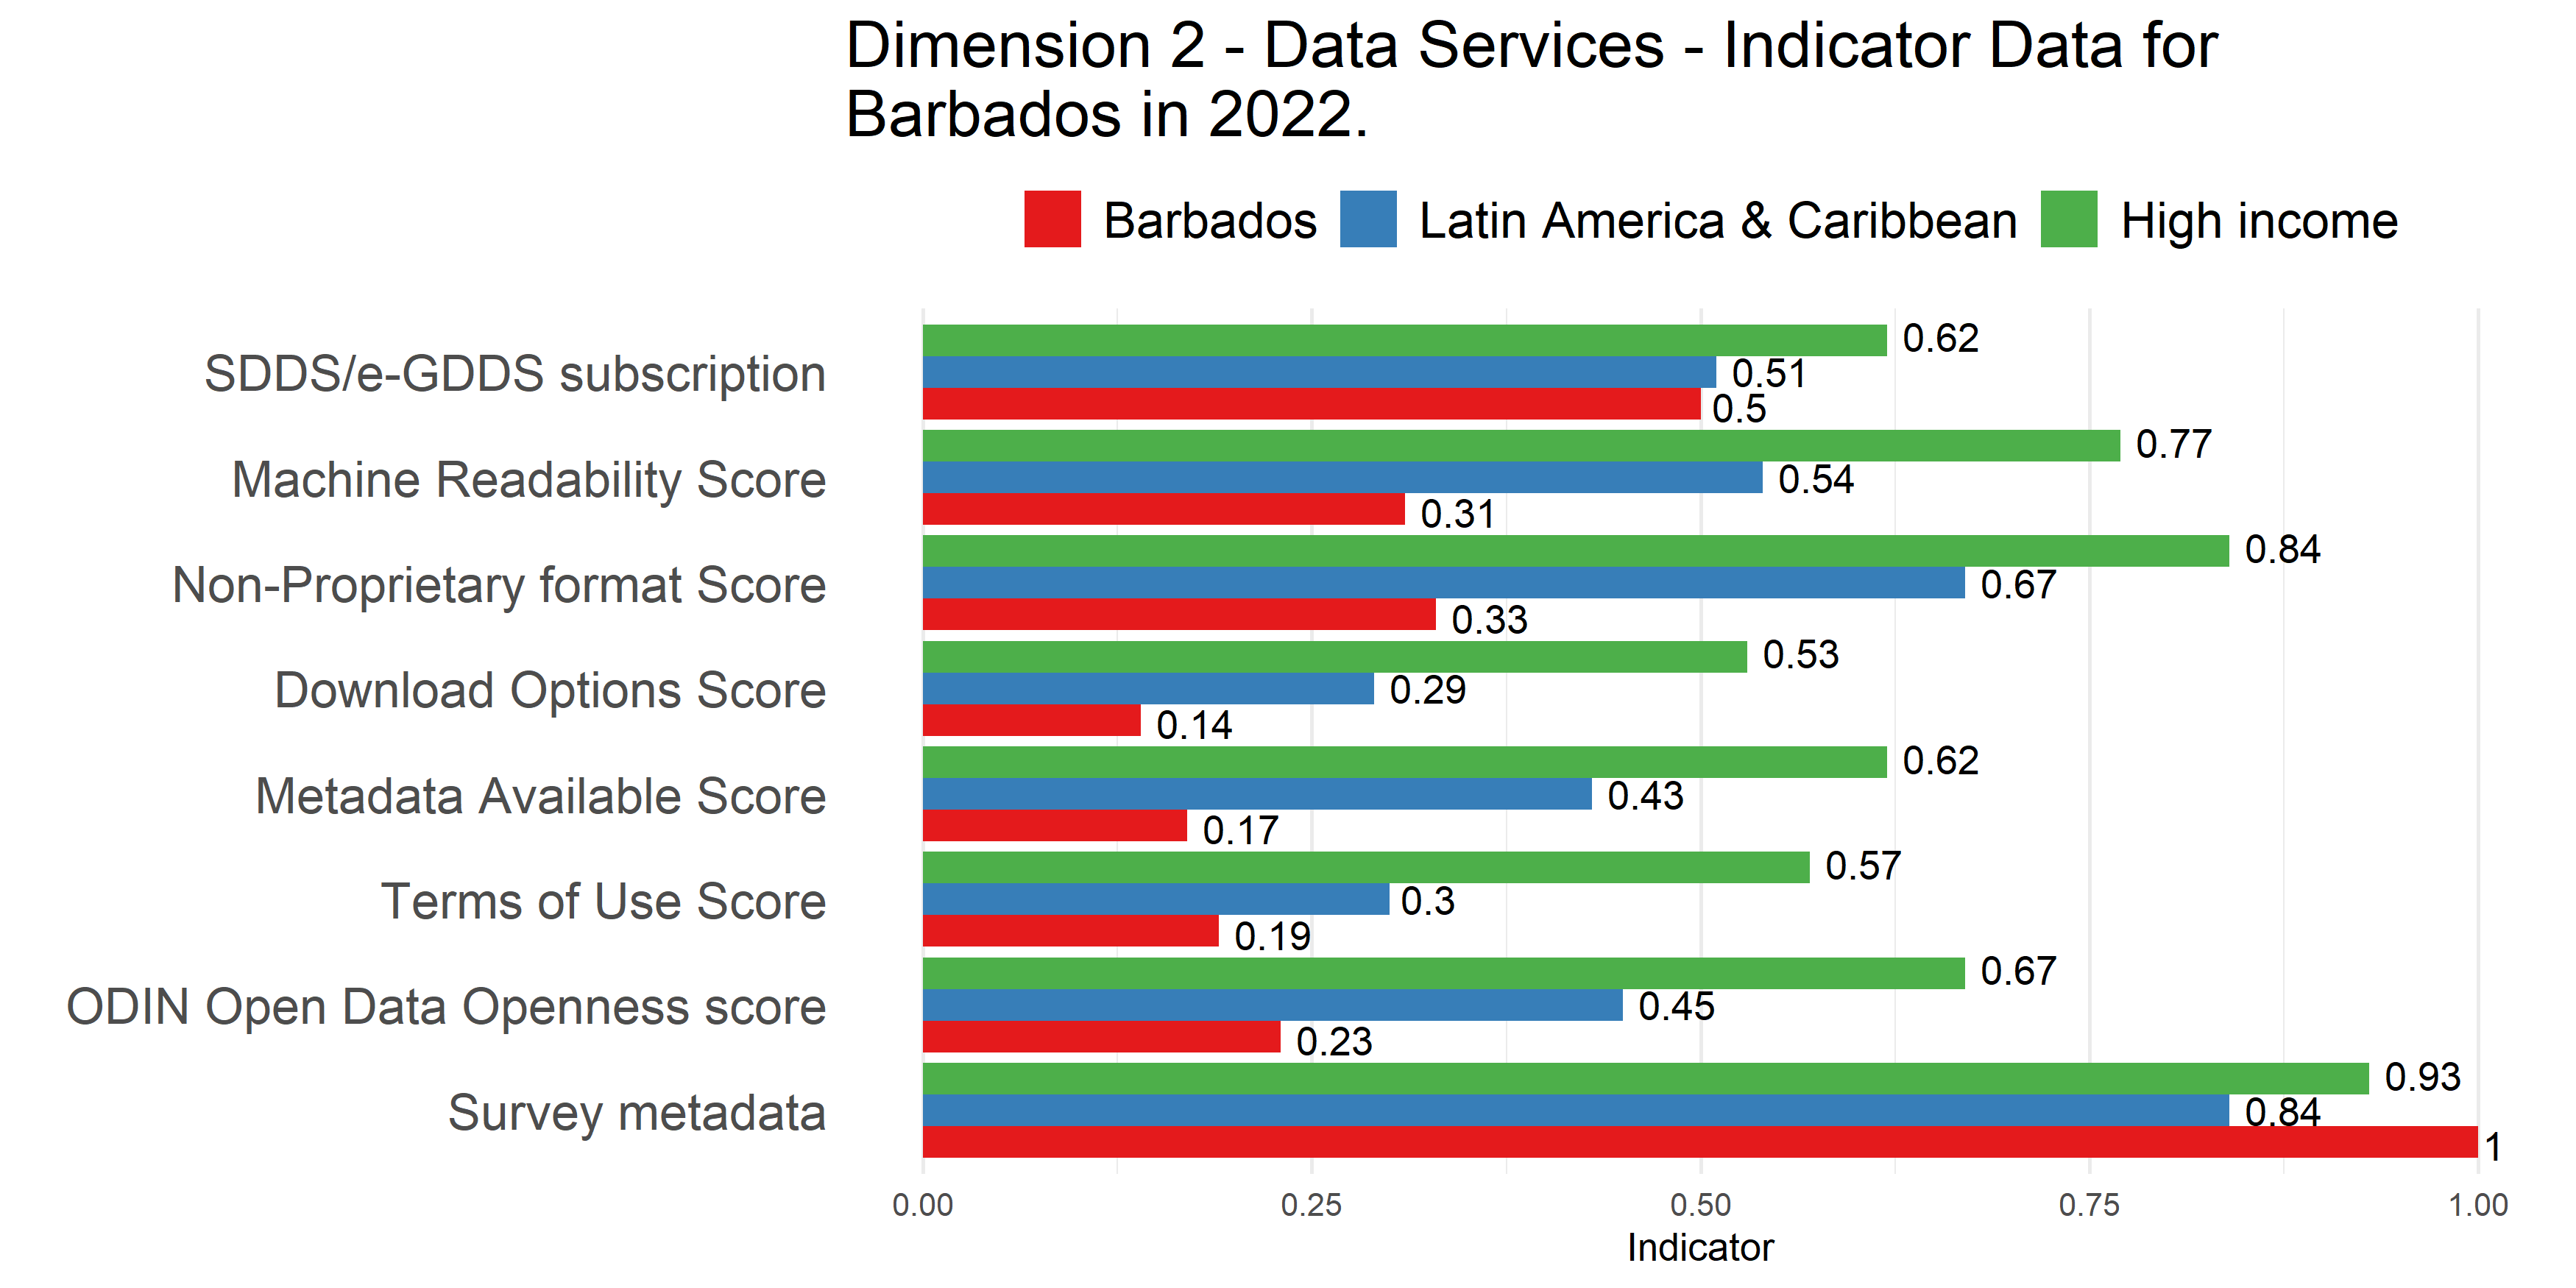 Dimension 2 - Data Services - Indicator Data for
Barbados in 2022.
Barbados Latin America & Caribbean High income
SDDS/e-GDDS subscription
0.62
0.51
0.5
Machine Readability Score
0.77
0.54
0.31
Non-Proprietary format Score
0.84
0.67
0.33
Download Options Score
0.53
0.29
0.14
Metadata Available Score
0.62
0.43
0.17
Terms of Use Score
0.57
0.3
0.19
ODIN Open Data Openness score
0.67
0.45
0.23
Survey metadata
0.93
0.84
1
0.00 0.25 0.50 0.75 1.00
Indicator